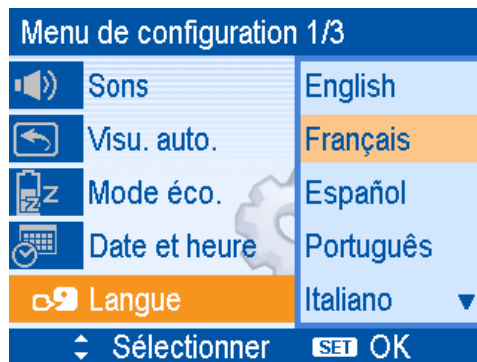 Menu de configuration 1/3
Sons
Visu. auto.
Mode éco.
Date et heure
Langue
English
Français
Español
Português
Italiano
Sélectionner SET OK